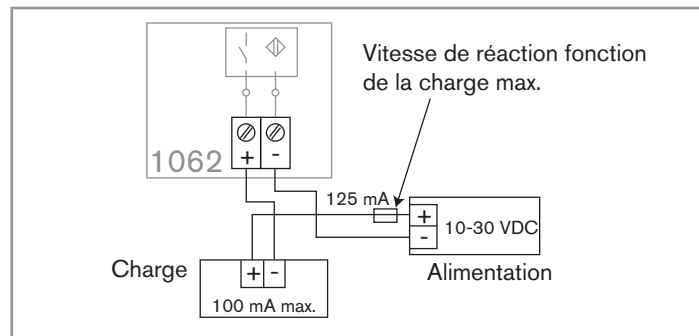 Vitesse de réaction fonction
de la charge max.
1062
+ -
125 mA
+
-
10-30 VDC
Charge
+ -
Alimentation
100 mA max.